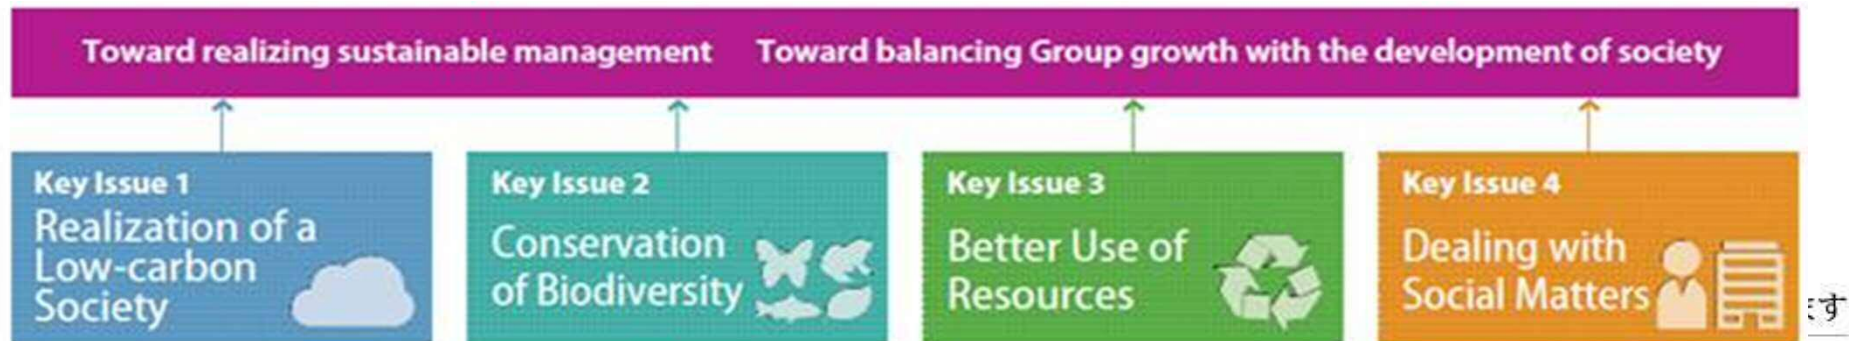 Toward realizing sustainable management Toward balancing Group growth with the development of society
Key Issue 1
Realization of a
Low-carbon
Society
Key Issue 2
Conservation
of Biodiversity
Key Issue 3
Better Use of
Resources
Key Issue 4
Dealing with
Social Matters
す